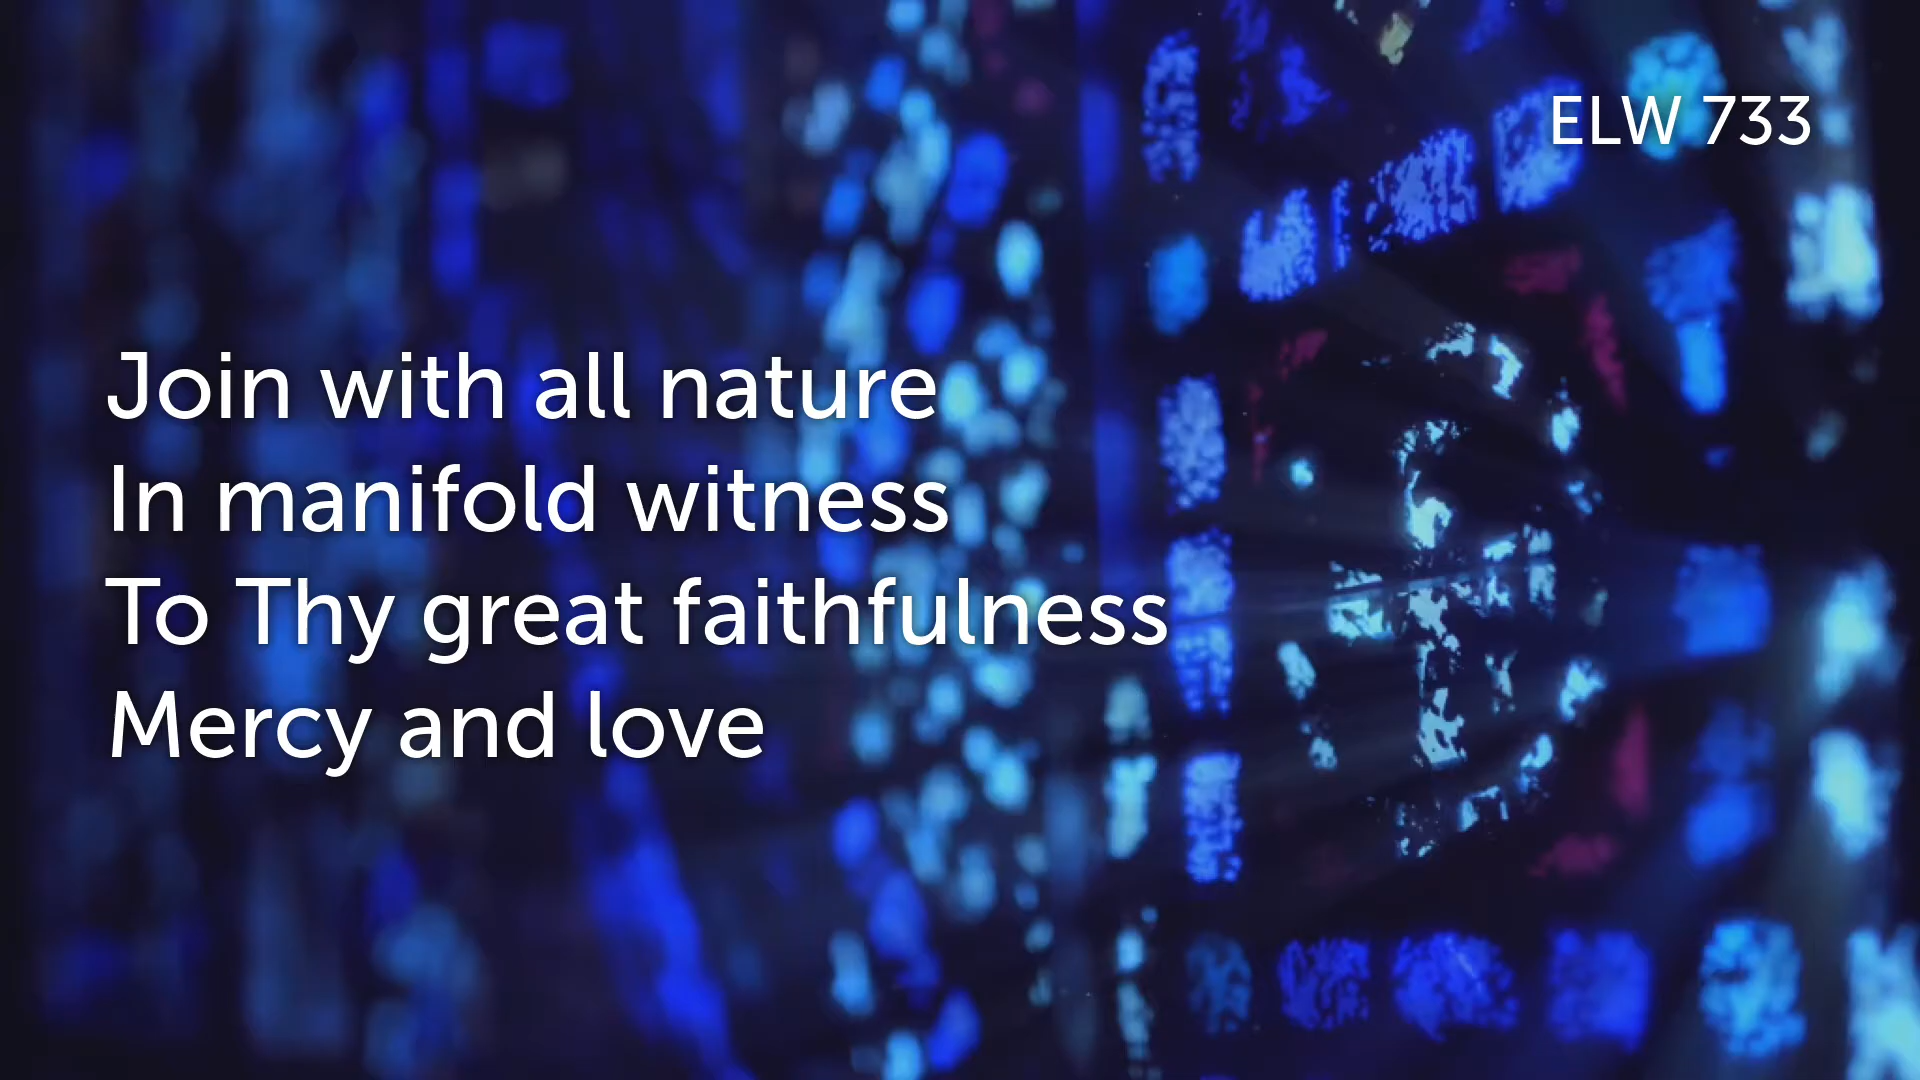 ELW 733
Join with all nature
In manifold witness
To Thy great faithfulness
Mercy and love